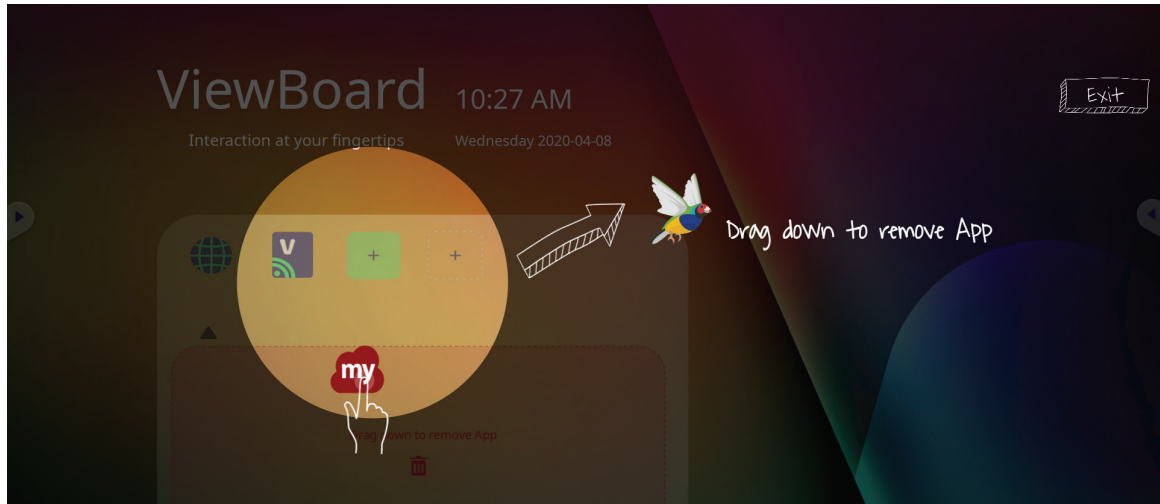 ViewBoard
10:27 AM
Exit
Interaction at your fingertips
Wednesday 2020-04-08
Drag down to remove App
V
+
+
my
Drag down to remove App